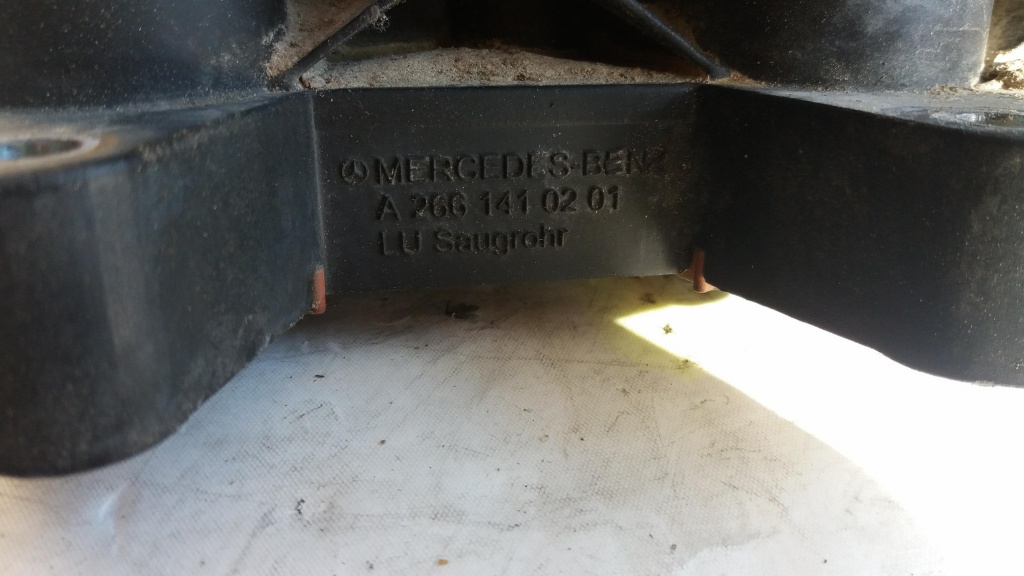 MERCEDES-BENZ
A 266 141 02 01
LU Saugrohr